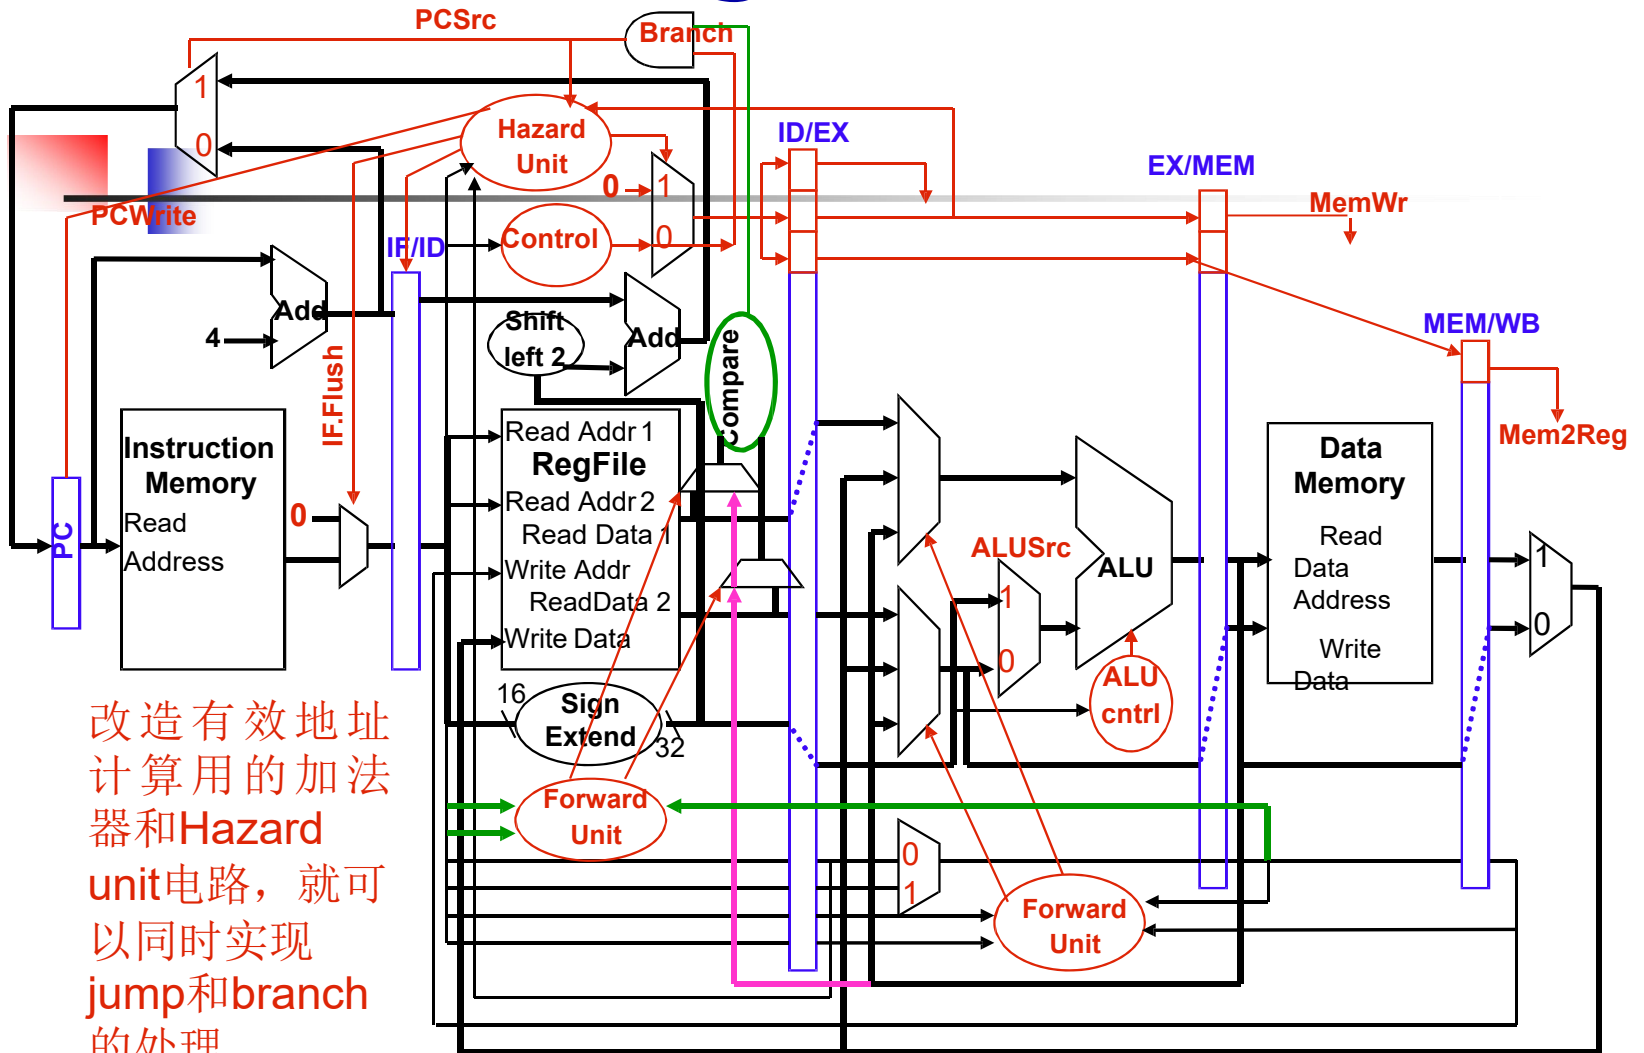 PCSrc
Branch
1
0
Hazard
Unit
ID/EX
EX/MEM
0
1
0
MemWr
PCWrite
Control
IF/ID
Add
4
Shift
left 2
Add
MEM/WB
Compare
IF.Flush
Mem2Reg
Instruction
Memory
Read
Address
PC
0
Read Addr 1
RegFile
Read Addr 2
Read Data 1
Write Addr
ReadData 2
Write Data
ALUSrc
1
0
ALU
ALU
cntrl
Data
Memory
Read
Data
Address
Write
Data
1
0
16
Sign
Extend
32
Forward
Unit
0
1
Forward
Unit
改造有效地址
计算用的加法
器和Hazard
unit电路，就可
以同时实现
jump和branch
的处理